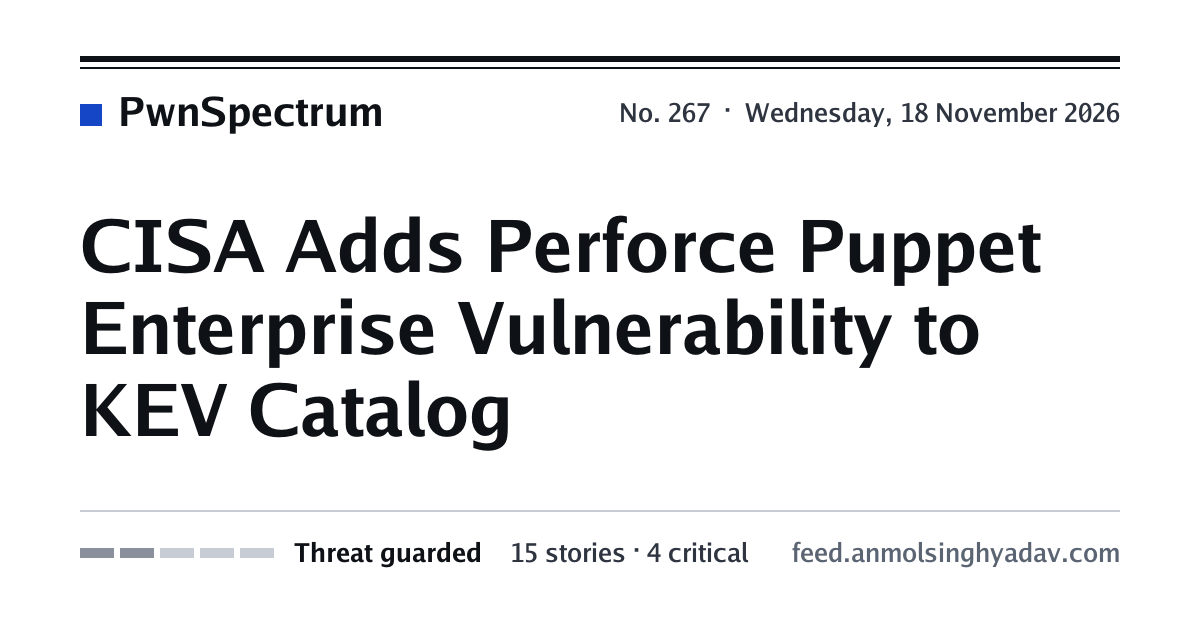 PwnSpectrum
No. 267 · Wednesday, 18 November 2026
CISA Adds Perforce Puppet
Enterprise Vulnerability to
KEV Catalog
Threat guarded 15 stories · 4 critical feed.anmolsinghyadav.com